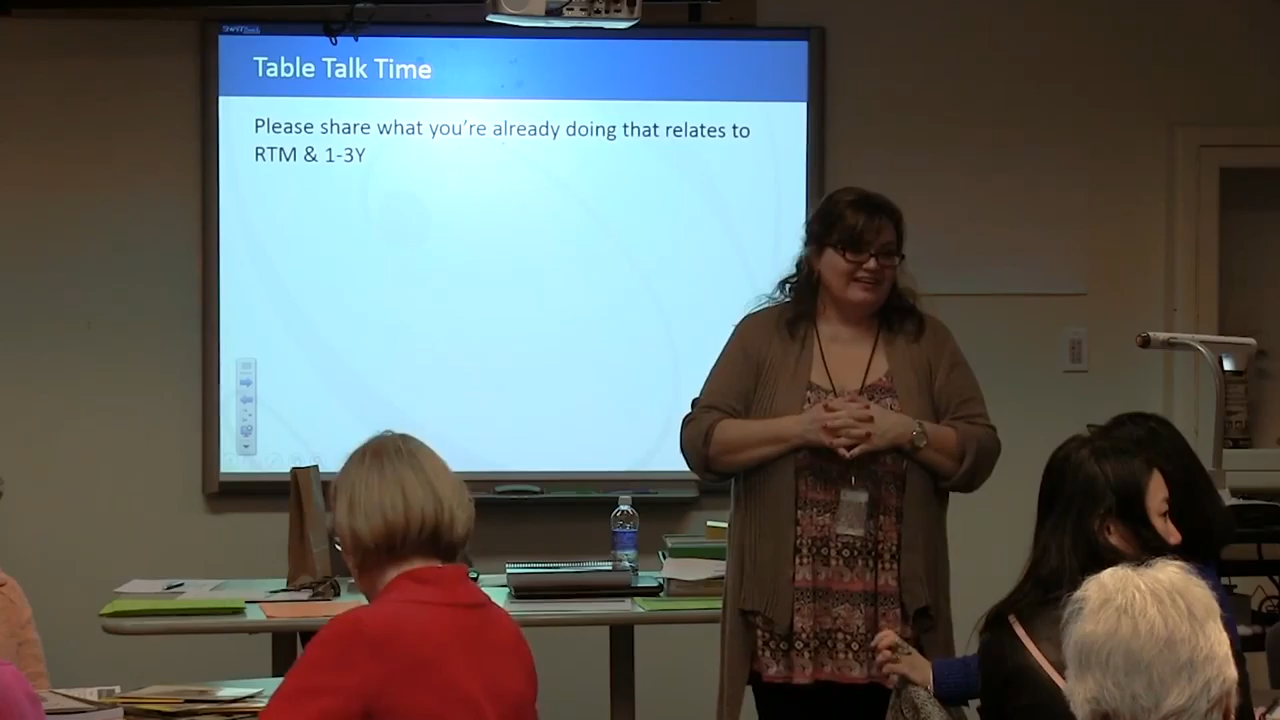 Table Talk Time
Please share what you're already doing that relates to
RTM & 1-3Y